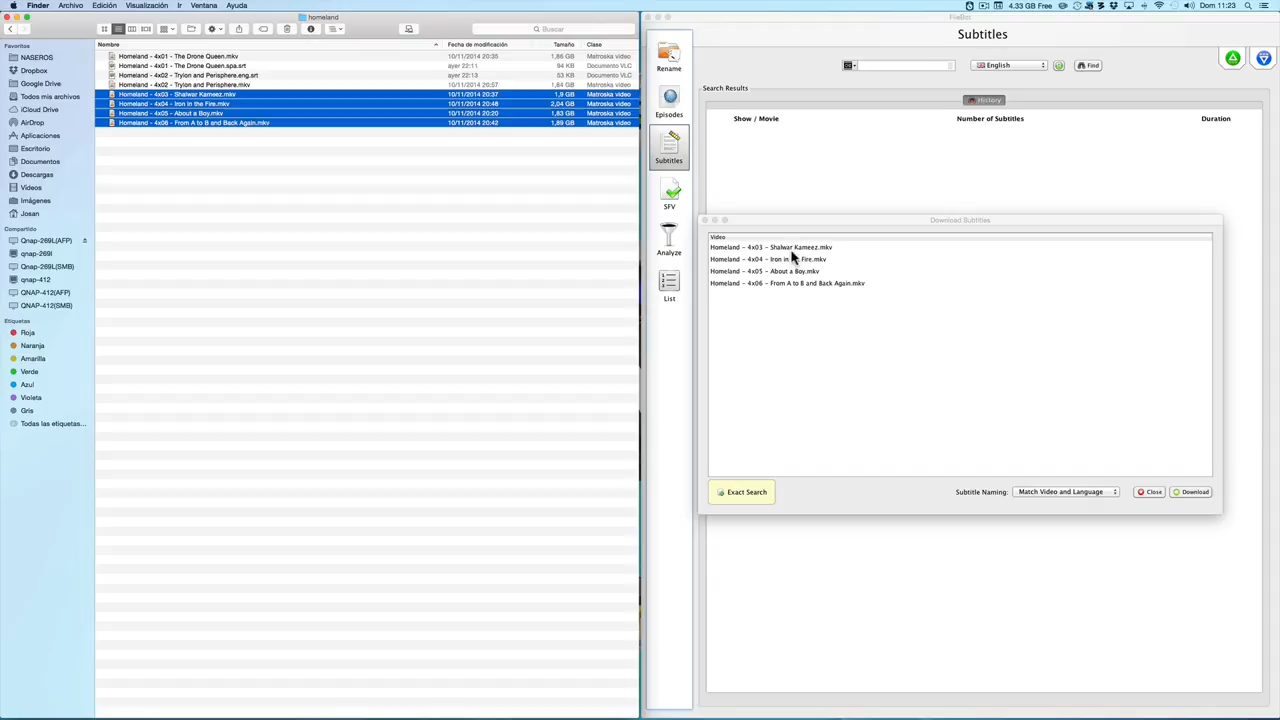 Finder Archivo Edición Visualización Ir Ventana Ayuda
4.33 GB Free Dom 11:23
homeland
Buscar
Favoritos
NASEROS
Dropbox
Google Drive
Todos mis archivos
iCloud Drive
AirDrop
Aplicaciones
Escritorio
Documentos
Descargas
Vídeos
Imágenes
Josan
Compartido
Qnap-269L(AFP)
qnap-269l
Qnap-269L(SMB)
qnap-412
QNAP-412(AFP)
QNAP-412(SMB)
Etiquetas
Roja
Naranja
Amarilla
Verde
Azul
Violeta
Gris
Todas las etiquetas...
Nombre Fecha de modificación Tamaño Clase
Homeland - 4x01 - The Drone Queen.mkv 10/11/2014 20:35 1,86 GB Matroska video
Homeland - 4x01 - The Drone Queen.spa.srt ayer 22:11 94 KB Documento VLC
Homeland - 4x02 - Trylon and Perisphere.eng.srt ayer 22:13 53 KB Documento VLC
Homeland - 4x02 - Trylon and Perisphere.mkv 10/11/2014 20:57 1,84 GB Matroska video
Homeland - 4x03 - Shalwar Kameez.mkv 10/11/2014 20:37 1,9 GB Matroska video
Homeland - 4x04 - Iron in the Fire.mkv 10/11/2014 20:48 2,04 GB Matroska video
Homeland - 4x05 - About a Boy.mkv 10/11/2014 20:20 1,83 GB Matroska video
Homeland - 4x06 - From A to B and Back Again.mkv 10/11/2014 20:42 1,89 GB Matroska video
FileBot
Subtitles
Rename
Episodes
Subtitles
SFV
Analyze
List
English
Find
Search Results
History
Show / Movie Number of Subtitles Duration
Download Subtitles
Video
Homeland - 4x03 - Shalwar Kameez.mkv
Homeland - 4x04 - Iron in Fire.mkv
Homeland - 4x05 - About a Boy.mkv
Homeland - 4x06 - From A to B and Back Again.mkv
Exact Search
Subtitle Naming: Match Video and Language
Close
Download